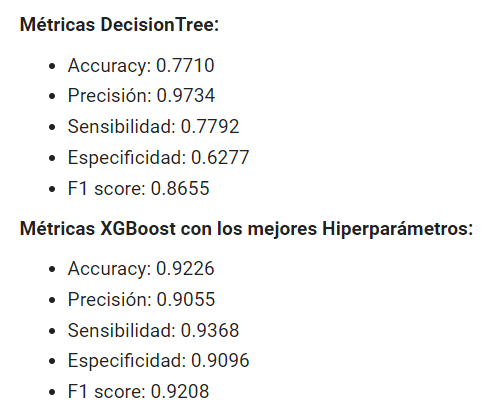 Métricas DecisionTree:
• Accuracy: 0.7710
• Precisión: 0.9734
• Sensibilidad: 0.7792
• Especificidad: 0.6277
• F1 score: 0.8655
Métricas XGBoost con los mejores Hiperparámetros:
• Accuracy: 0.9226
• Precisión: 0.9055
• Sensibilidad: 0.9368
• Especificidad: 0.9096
• F1 score: 0.9208